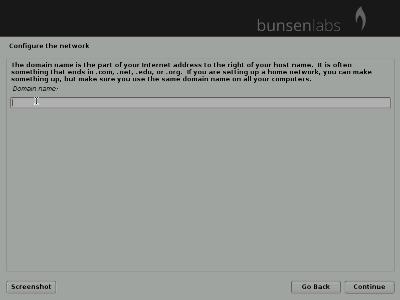 bunsenlabs
Configure the network
The domain name is the part of your Internet address to the right of your host name.  It is often
something that ends in .com, .net, .edu, or .org.  If you are setting up a home network, you can make
something up, but make sure you use the same domain name on all your computers.
Domain name:
Screenshot
Go Back
Continue